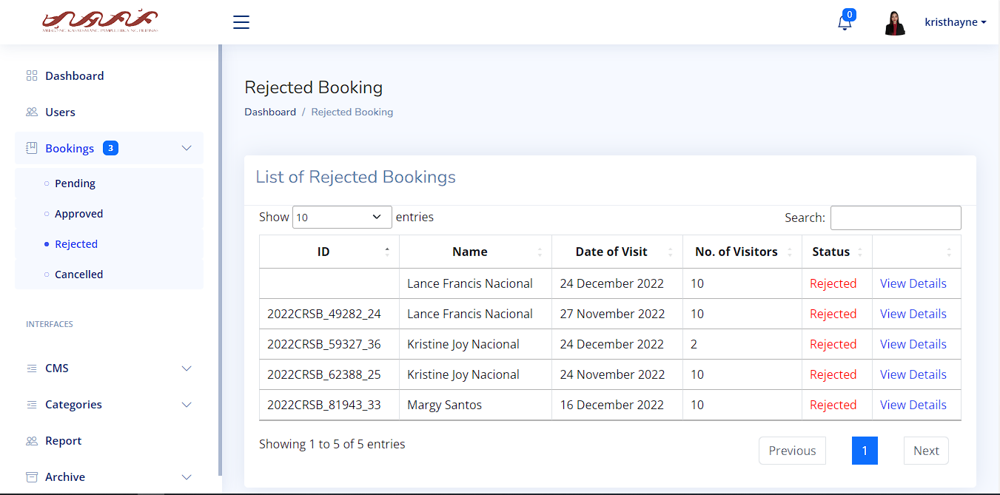 0
kristhayne
Dashboard
Users
Bookings 3
Pending
Approved
Rejected
Cancelled
INTERFACES
CMS
Categories
Report
Archive
Rejected Booking
Dashboard / Rejected Booking
List of Rejected Bookings
Show 10 entries Search:
ID Name Date of Visit No. of Visitors Status
Lance Francis Nacional 24 December 2022 10 Rejected View Details
2022CRSB_49282_24 Lance Francis Nacional 27 November 2022 10 Rejected View Details
2022CRSB_59327_36 Kristine Joy Nacional 24 December 2022 2 Rejected View Details
2022CRSB_62388_25 Kristine Joy Nacional 24 November 2022 10 Rejected View Details
2022CRSB_81943_33 Margy Santos 16 December 2022 10 Rejected View Details
Showing 1 to 5 of 5 entries
Previous 1 Next